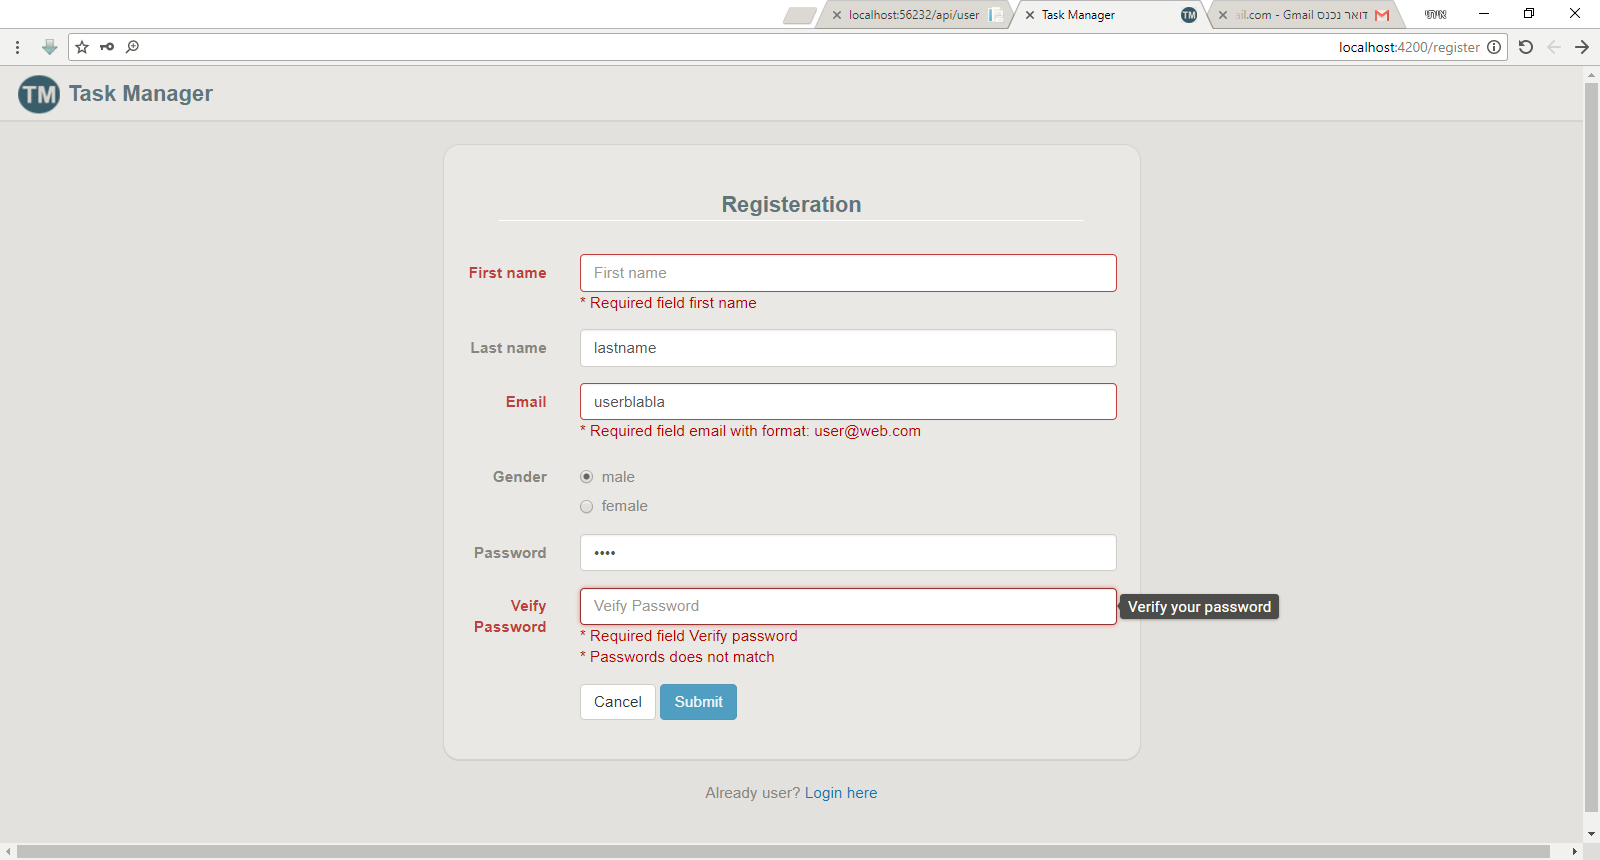 localhost:56232/api/user
Task Manager
TM
ail.com - Gmail דואר נכנס
איתי
localhost:4200/register
TM Task Manager
Registeration
First name
First name
* Required field first name
Last name
lastname
Email
userblabla
* Required field email with format: user@web.com
Gender
male
female
Password
••••
Veify
Password
Veify Password
Verify your password
* Required field Verify password
* Passwords does not match
Cancel
Submit
Already user? Login here